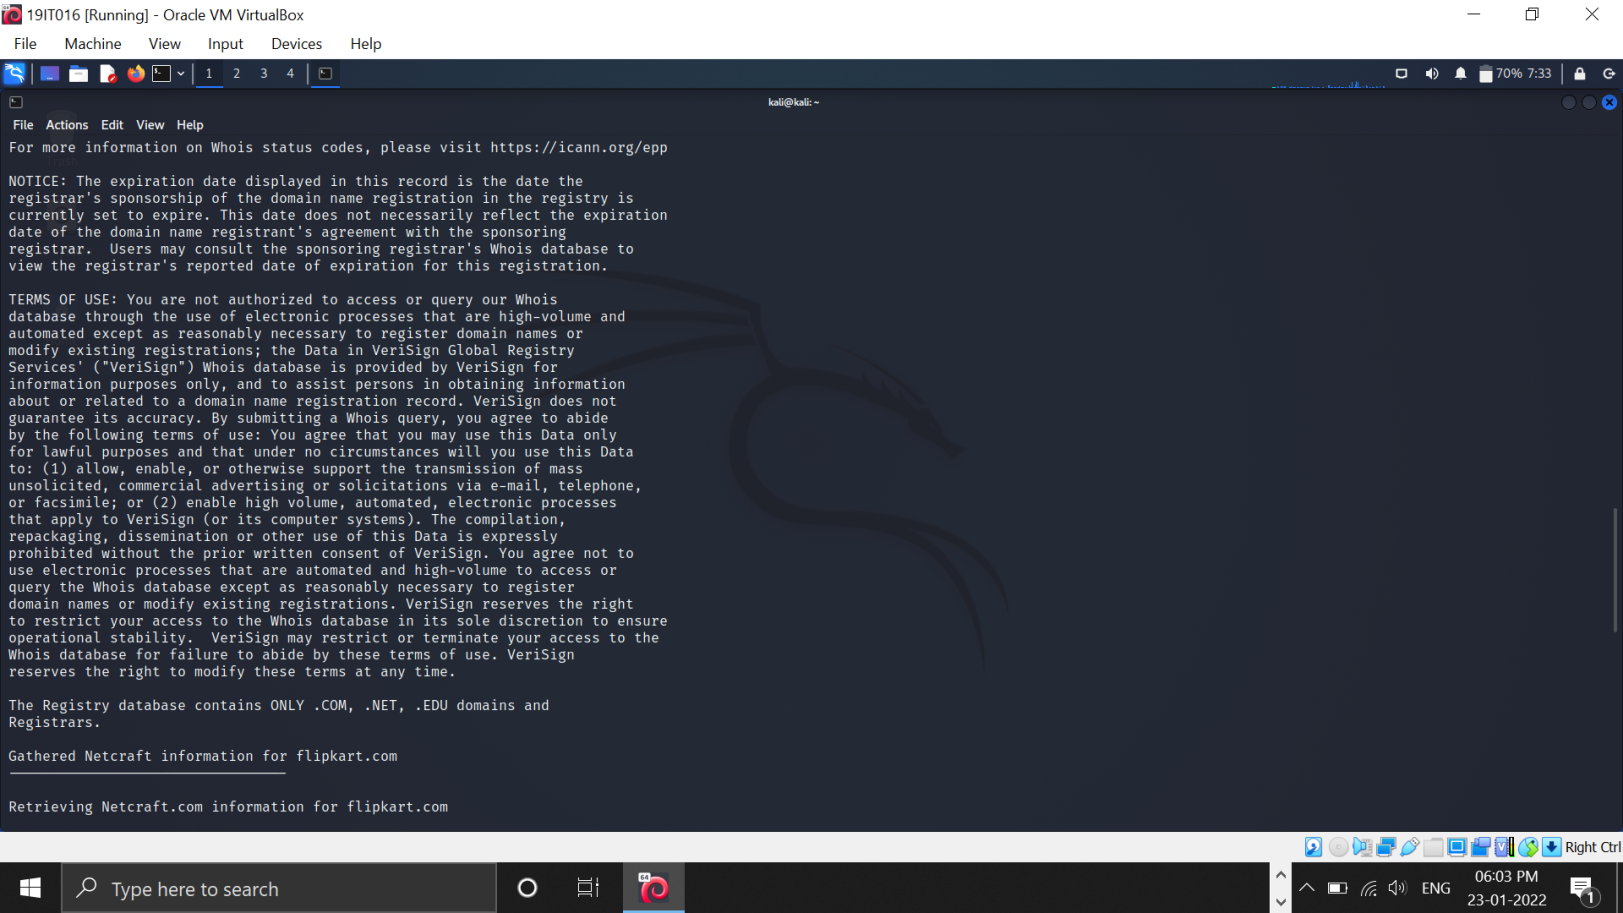 19IT016 [Running] - Oracle VM VirtualBox
File Machine View Input Devices Help
1 2 3 4
70% 7:33
kali@kali: ~
File Actions Edit View Help
For more information on Whois status codes, please visit https://icann.org/epp
Trash
NOTICE: The expiration date displayed in this record is the date the
registrar's sponsorship of the domain name registration in the registry is
currently set to expire. This date does not necessarily reflect the expiration
date of the domain name registrant's agreement with the sponsoring
registrar.  Users may consult the sponsoring registrar's Whois database to
view the registrar's reported date of expiration for this registration.
TERMS OF USE: You are not authorized to access or query our Whois
database through the use of electronic processes that are high-volume and
automated except as reasonably necessary to register domain names or
modify existing registrations; the Data in VeriSign Global Registry
Services' ("VeriSign") Whois database is provided by VeriSign for
information purposes only, and to assist persons in obtaining information
about or related to a domain name registration record. VeriSign does not
guarantee its accuracy. By submitting a Whois query, you agree to abide
by the following terms of use: You agree that you may use this Data only
for lawful purposes and that under no circumstances will you use this Data
to: (1) allow, enable, or otherwise support the transmission of mass
unsolicited, commercial advertising or solicitations via e-mail, telephone,
or facsimile; or (2) enable high volume, automated, electronic processes
that apply to VeriSign (or its computer systems). The compilation,
repackaging, dissemination or other use of this Data is expressly
prohibited without the prior written consent of VeriSign. You agree not to
use electronic processes that are automated and high-volume to access or
query the Whois database except as reasonably necessary to register
domain names or modify existing registrations. VeriSign reserves the right
to restrict your access to the Whois database in its sole discretion to ensure
operational stability.  VeriSign may restrict or terminate your access to the
Whois database for failure to abide by these terms of use. VeriSign
reserves the right to modify these terms at any time.
The Registry database contains ONLY .COM, .NET, .EDU domains and
Registrars.
Gathered Netcraft information for flipkart.com
Retrieving Netcraft.com information for flipkart.com
Right Ctrl
Type here to search
64
ENG
06:03 PM
23-01-2022
1